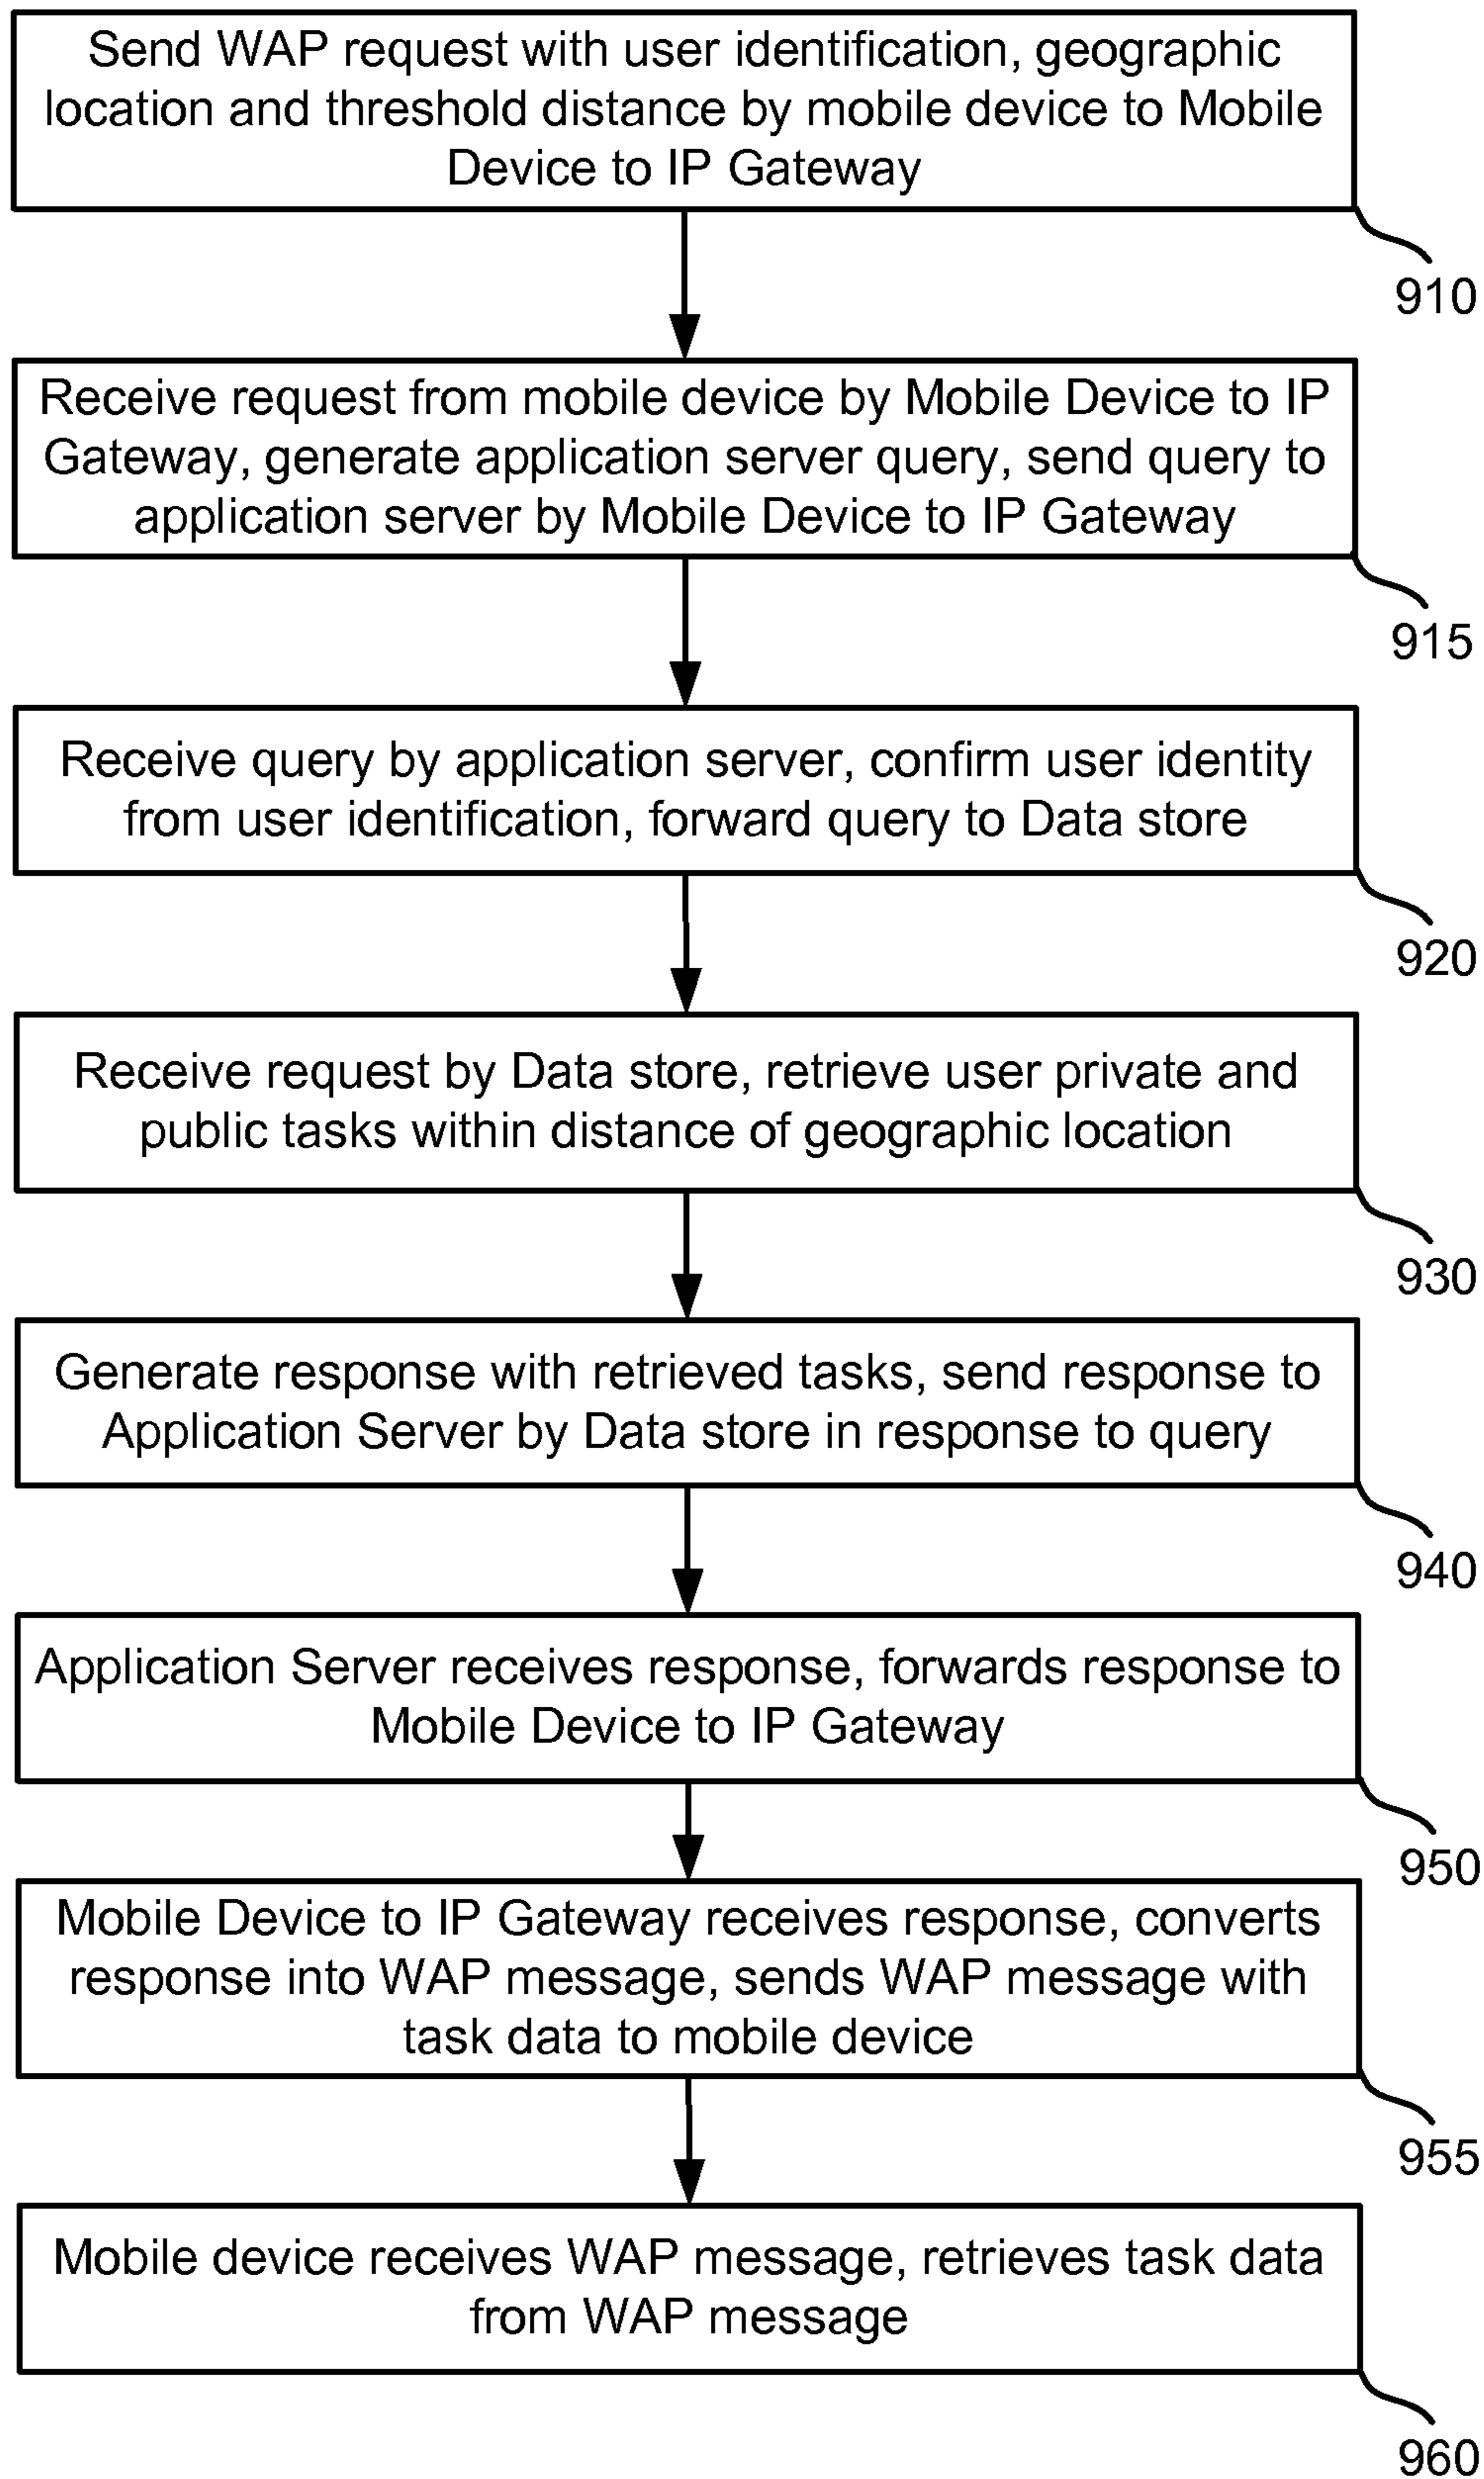 Send WAP request with user identification, geographic
location and threshold distance by mobile device to Mobile
Device to IP Gateway
910
Receive request from mobile device by Mobile Device to IP
Gateway, generate application server query, send query to
application server by Mobile Device to IP Gateway
915
Receive query by application server, confirm user identity
from user identification, forward query to Data store
920
Receive request by Data store, retrieve user private and
public tasks within distance of geographic location
930
Generate response with retrieved tasks, send response to
Application Server by Data store in response to query
940
Application Server receives response, forwards response to
Mobile Device to IP Gateway
950
Mobile Device to IP Gateway receives response, converts
response into WAP message, sends WAP message with
task data to mobile device
955
Mobile device receives WAP message, retrieves task data
from WAP message
960